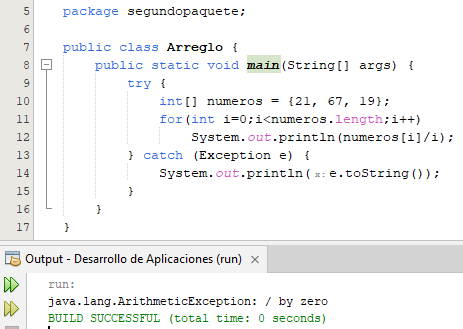 5 package segundopaquete;
6
7 public class Arreglo {
8 public static void main(String[] args) {
9 try {
10 int[] numeros = {21, 67, 19};
11 for(int i=0;i<numeros.length;i++)
12 System.out.println(numeros[i]/i);
13 } catch (Exception e) {
14 System.out.println(x: e.toString());
15 }
16 }
17 }
Output - Desarrollo de Aplicaciones (run) ×
run:
java.lang.ArithmeticException: / by zero
BUILD SUCCESSFUL (total time: 0 seconds)